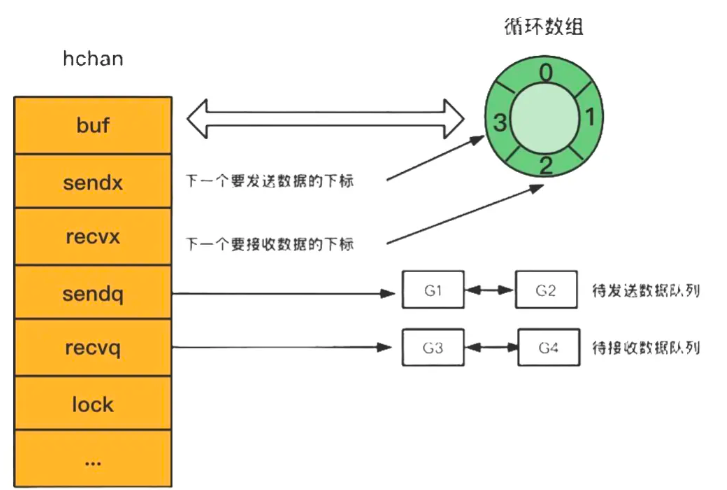 循环数组
hchan
buf
0
1
2
3
sendx
下一个要发送数据的下标
recvx
下一个要接收数据的下标
sendq
G1
G2
待发送数据队列
recvq
G3
G4
待接收数据队列
lock
...